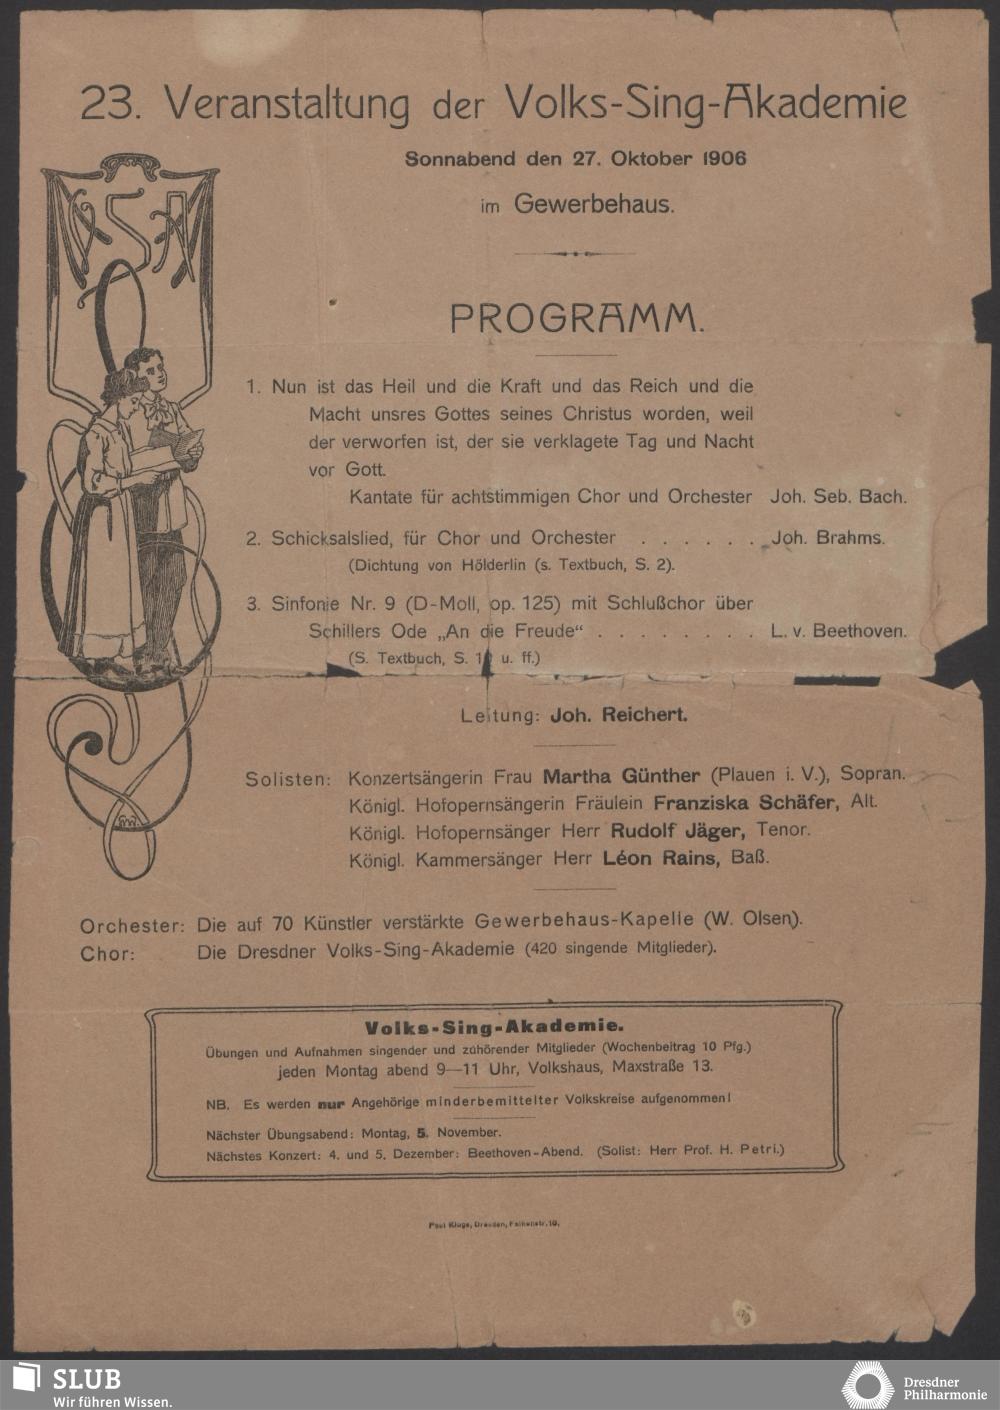 23. Veranstaltung der Volks-Sing-Akademie
Sonnabend den 27. Oktober 1906
im Gewerbehaus.
VSA
PROGRAMM.
1. Nun ist das Heil und die Kraft und das Reich und die
Macht unsres Gottes seines Christus worden, weil
der verworfen ist, der sie verklagete Tag und Nacht
vor Gott.
Kantate für achtstimmigen Chor und Orchester Joh. Seb. Bach.
2. Schicksalslied, für Chor und Orchester . . . . . . Joh. Brahms.
(Dichtung von Hölderlin (s. Textbuch, S. 2).
3. Sinfonie Nr. 9 (D-Moll, op. 125) mit Schlußchor über
Schillers Ode „An die Freude“ . . . . . . . . L. v. Beethoven.
(S. Textbuch, S. u. ff.)
Leitung: Joh. Reichert.
Solisten: Konzertsängerin Frau Martha Günther (Plauen i. V.), Sopran.
Königl. Hofopernsängerin Fräulein Franziska Schäfer, Alt.
Königl. Hofopernsänger Herr Rudolf Jäger, Tenor.
Königl. Kammersänger Herr Léon Rains, Baß.
Orchester: Die auf 70 Künstler verstärkte Gewerbehaus-Kapelle (W. Olsen).
Chor: Die Dresdner Volks-Sing-Akademie (420 singende Mitglieder).
Volks-Sing-Akademie.
Übungen und Aufnahmen singender und zuhörender Mitglieder (Wochenbeitrag 10 Pfg.)
jeden Montag abend 9—11 Uhr, Volkshaus, Maxstraße 13.
NB. Es werden nur Angehörige minderbemittelter Volkskreise aufgenommen!
Nächster Übungsabend: Montag, 5. November.
Nächstes Konzert: 4. und 5. Dezember: Beethoven-Abend. (Solist: Herr Prof. H. Petri.)
Paul Kluge, Dresden, Falkenstr. 10.
SLUB
Wir führen Wissen.
Dresdner
Philharmonie